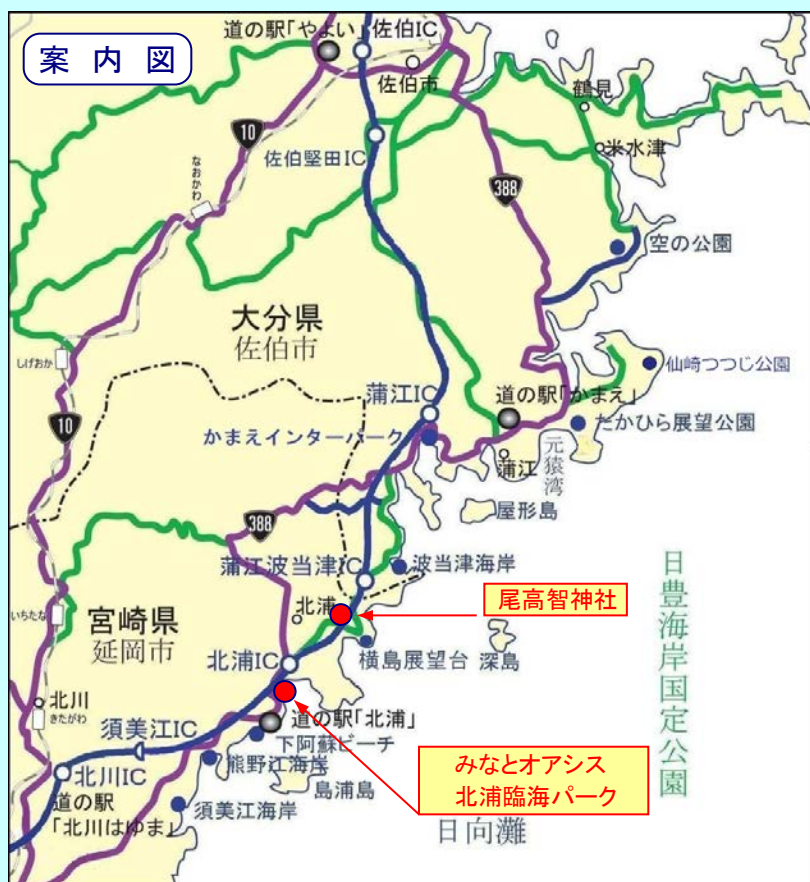 案内図
道の駅「やよい」
佐伯IC
佐伯市
鶴見
10
佐伯堅田IC
米水津
なおかわ
388
空の公園
大分県
佐伯市
しげおか
仙崎つつじ公園
蒲江IC
道の駅「かまえ」
10
かまえインターパーク
たかひら展望公園
蒲江
元猿湾
屋形島
388
蒲江波当津IC
波当津海岸
日豊海岸国定公園
尾高智神社
いちたな
宮崎県
延岡市
北浦
横島展望台
深島
北浦IC
北川
きたがわ
須美江IC
道の駅「北浦」
下阿蘇ビーチ
熊野江海岸
みなとオアシス
北浦臨海パーク
北川IC
島浦島
道の駅
「北川はゆま」
須美江海岸
日向灘